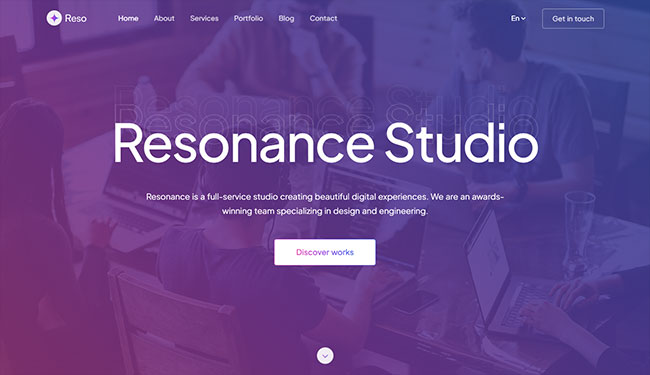 Reso
Home About Services Portfolio Blog Contact
En
Get in touch
Resonance Studio
Resonance Studio
Resonance is a full-service studio creating beautiful digital experiences. We are an awards-
winning team specializing in design and engineering.
Discover works